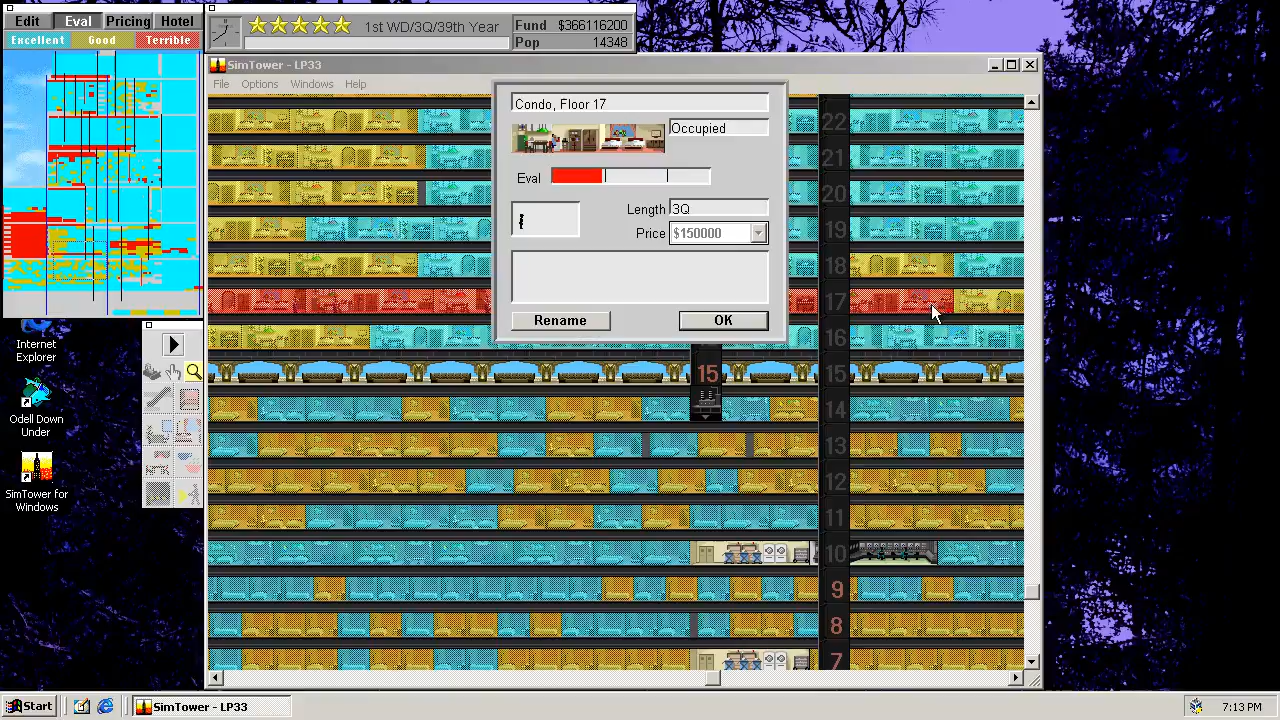 Edit Eval Pricing Hotel
Excellent Good Terrible
1st WD/3Q/39th Year
Fund $366116200
Pop 14348
SimTower - LP33
File Options Windows Help
Condo, Floor 17
Occupied
Eval
Length 3Q
Price $150000
Rename OK
22
21
20
19
18
17
16
15 15
14
13
12
11
10
9
8
7
Internet
Explorer
Odell Down
Under
SimTower for
Windows
Start SimTower - LP33 7:13 PM